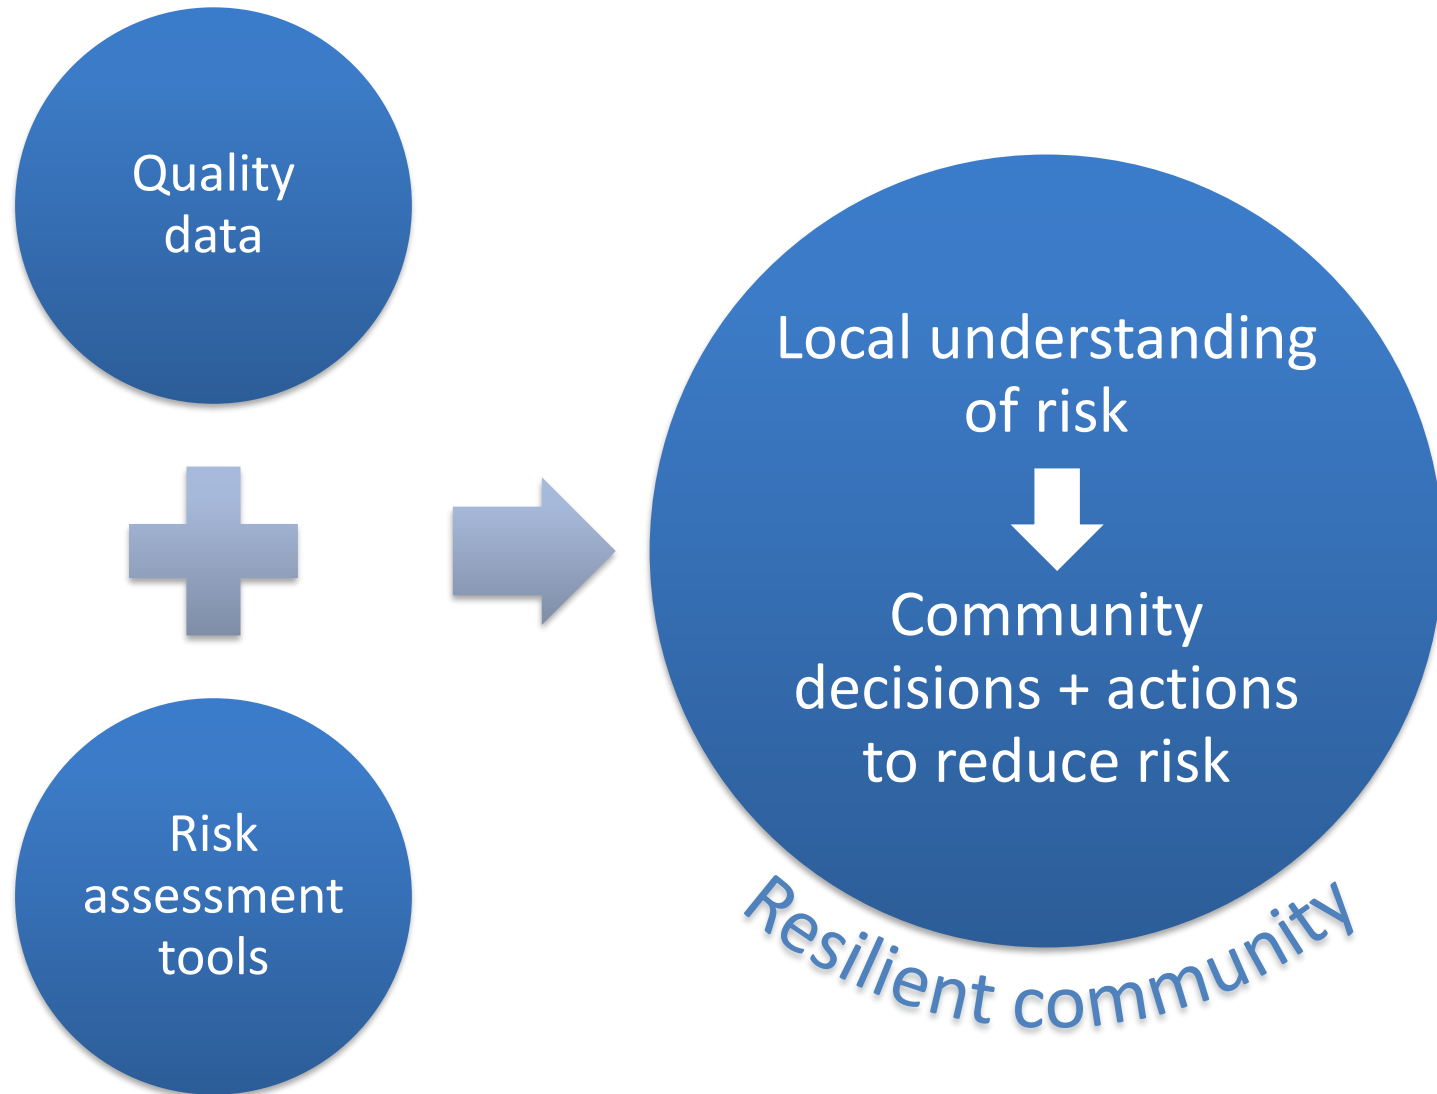 Quality
data
Risk
assessment
tools
Local understanding
of risk
Community
decisions + actions
to reduce risk
Resilient community